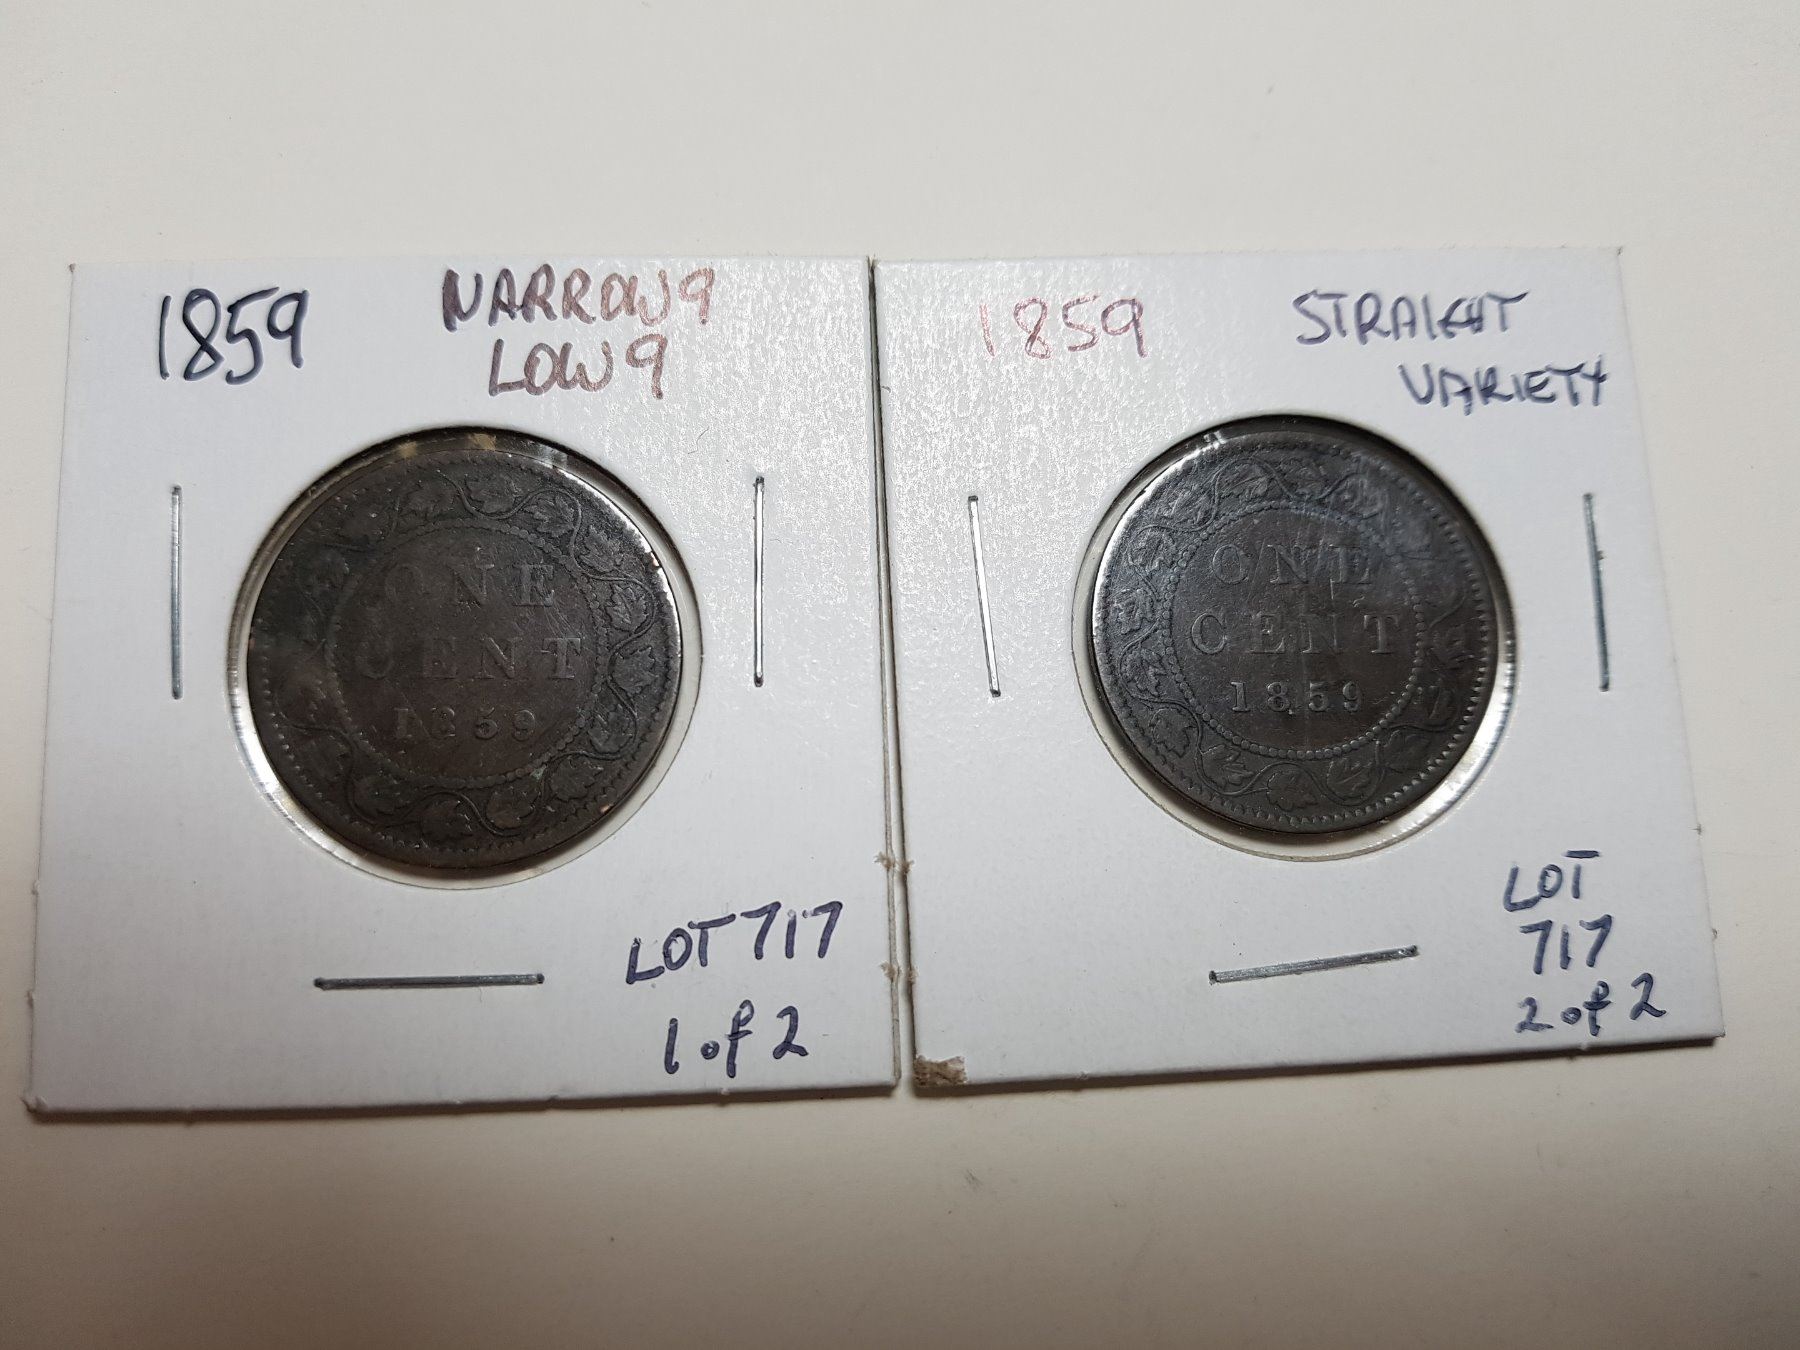 1859 NARROW 9
LOW 9
ONE
CENT
1859
LOT 717
1 of 2
1859 STRAIGHT
VARIETY
ONE
CENT
1859
LOT
717
2 of 2